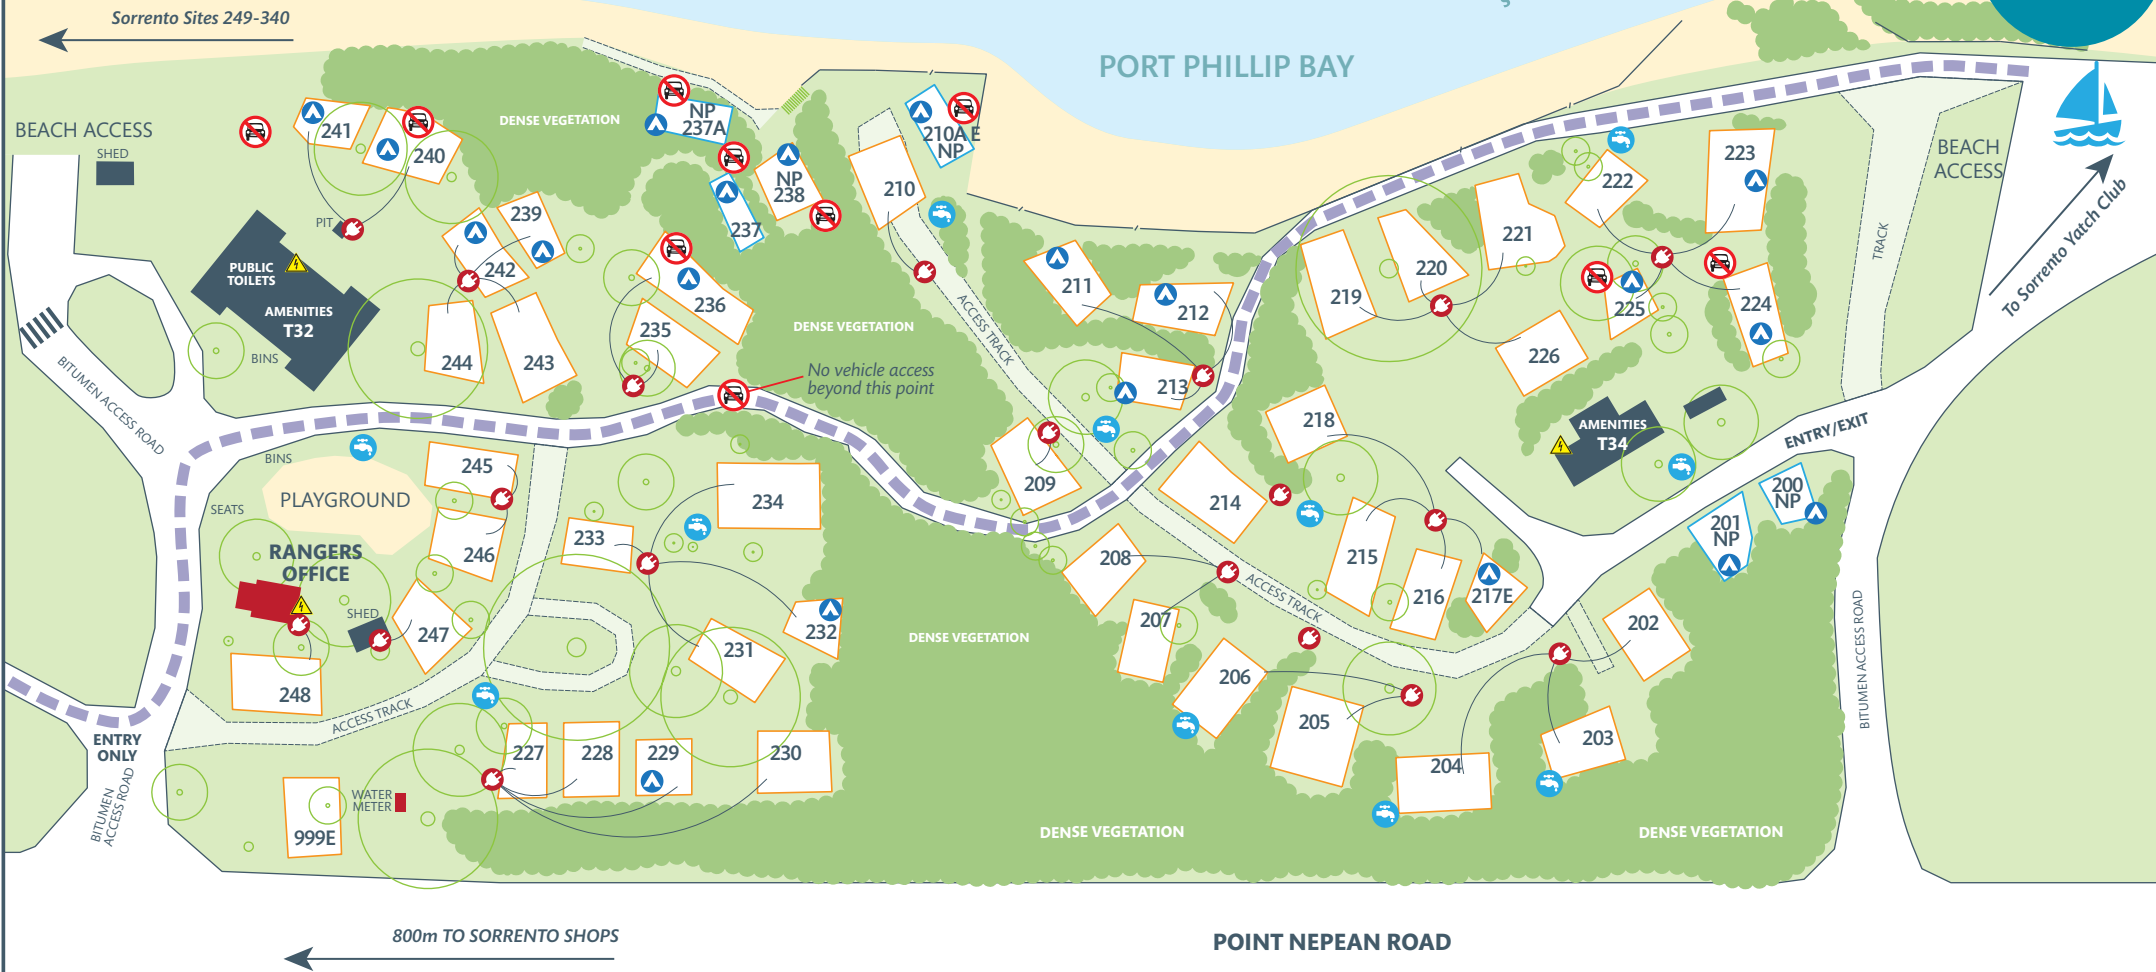 Sorrento Sites 249-340
PORT PHILLIP BAY
BEACH ACCESS
SHED
241
240
DENSE VEGETATION
NP
237A
NP
238
237
210
210A E
NP
223
222
BEACH
ACCESS
TRACK
To Sorrento Yatch Club
PIT
PUBLIC
TOILETS
AMENITIES
T32
BINS
BITUMEN ACCESS ROAD
239
242
244
243
236
235
DENSE VEGETATION
No vehicle access
beyond this point
ACCESS TRACK
211
212
213
219
220
221
225
224
226
218
AMENITIES
T34
ENTRY/EXIT
BINS
PLAYGROUND
SEATS
RANGERS
OFFICE
SHED
245
246
247
248
233
234
232
231
209
208
214
215
216
217E
200
NP
201
NP
202
207
206
205
204
203
ACCESS TRACK
DENSE VEGETATION
BITUMEN ACCESS ROAD
ACCESS TRACK
ENTRY
ONLY
BITUMEN
ACCESS ROAD
227
228
229
230
WATER
METER
999E
DENSE VEGETATION
DENSE VEGETATION
800m TO SORRENTO SHOPS
POINT NEPEAN ROAD